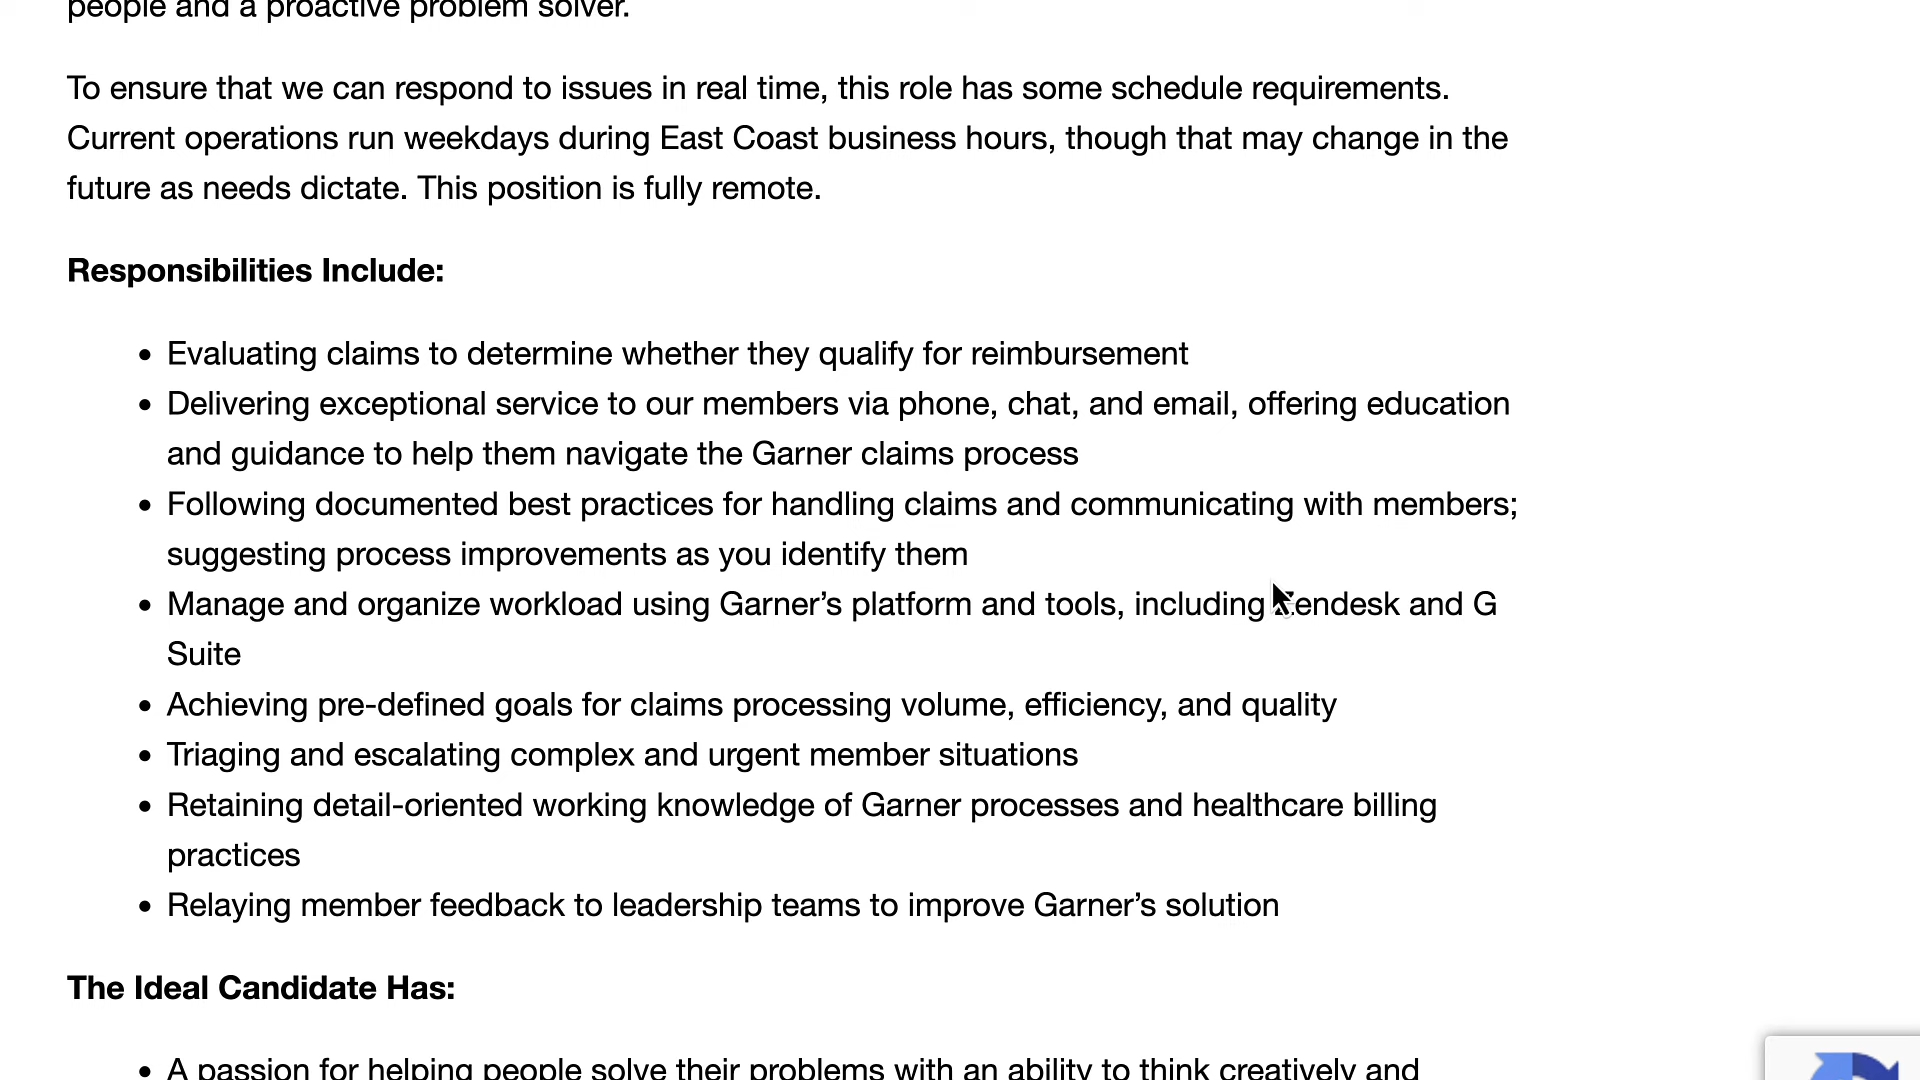 people and a proactive problem solver.
To ensure that we can respond to issues in real time, this role has some schedule requirements.
Current operations run weekdays during East Coast business hours, though that may change in the
future as needs dictate. This position is fully remote.
Responsibilities Include:
• Evaluating claims to determine whether they qualify for reimbursement
• Delivering exceptional service to our members via phone, chat, and email, offering education
and guidance to help them navigate the Garner claims process
• Following documented best practices for handling claims and communicating with members;
suggesting process improvements as you identify them
• Manage and organize workload using Garner’s platform and tools, including Zendesk and G
Suite
• Achieving pre-defined goals for claims processing volume, efficiency, and quality
• Triaging and escalating complex and urgent member situations
• Retaining detail-oriented working knowledge of Garner processes and healthcare billing
practices
• Relaying member feedback to leadership teams to improve Garner’s solution
The Ideal Candidate Has:
• A passion for helping people solve their problems with an ability to think creatively and